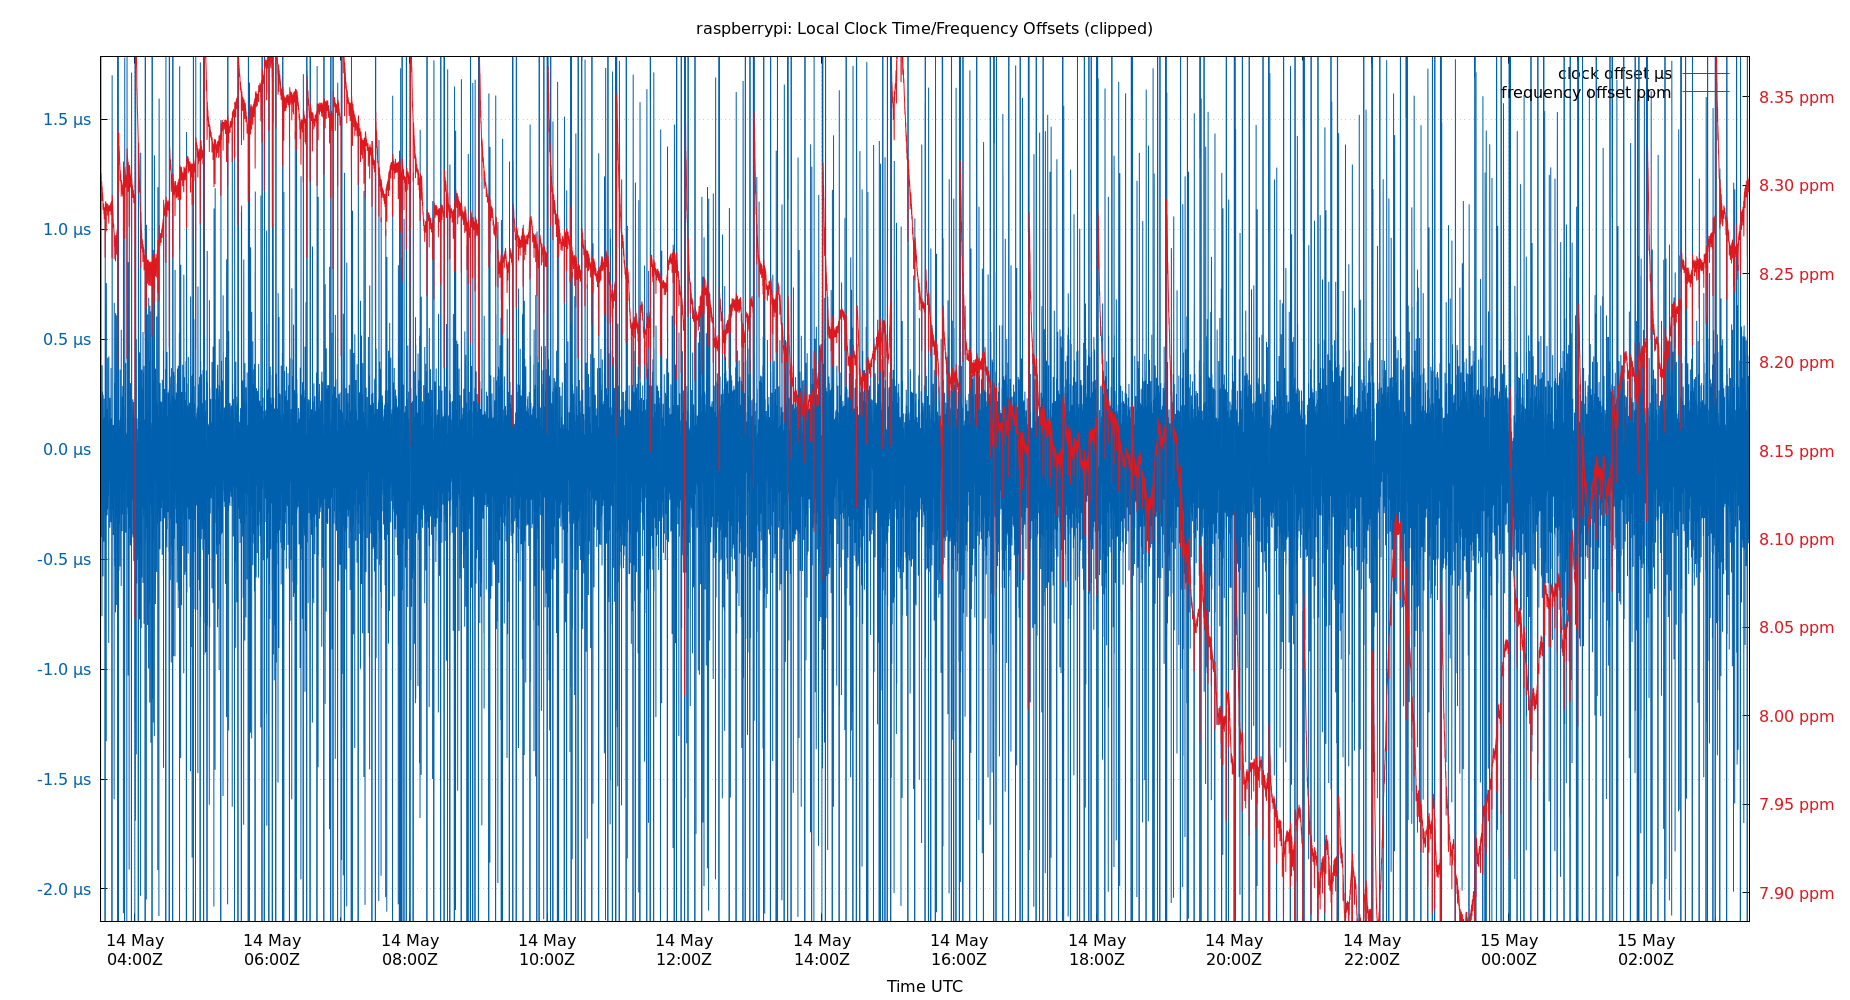 raspberrypi: Local Clock Time/Frequency Offsets (clipped)
clock offset µs
frequency offset ppm
1.5 µs
1.0 µs
0.5 µs
0.0 µs
-0.5 µs
-1.0 µs
-1.5 µs
-2.0 µs
8.35 ppm
8.30 ppm
8.25 ppm
8.20 ppm
8.15 ppm
8.10 ppm
8.05 ppm
8.00 ppm
7.95 ppm
7.90 ppm
14 May 14 May 14 May 14 May 14 May 14 May 14 May 14 May 14 May 14 May 15 May 15 May
04:00Z 06:00Z 08:00Z 10:00Z 12:00Z 14:00Z 16:00Z 18:00Z 20:00Z 22:00Z 00:00Z 02:00Z
Time UTC